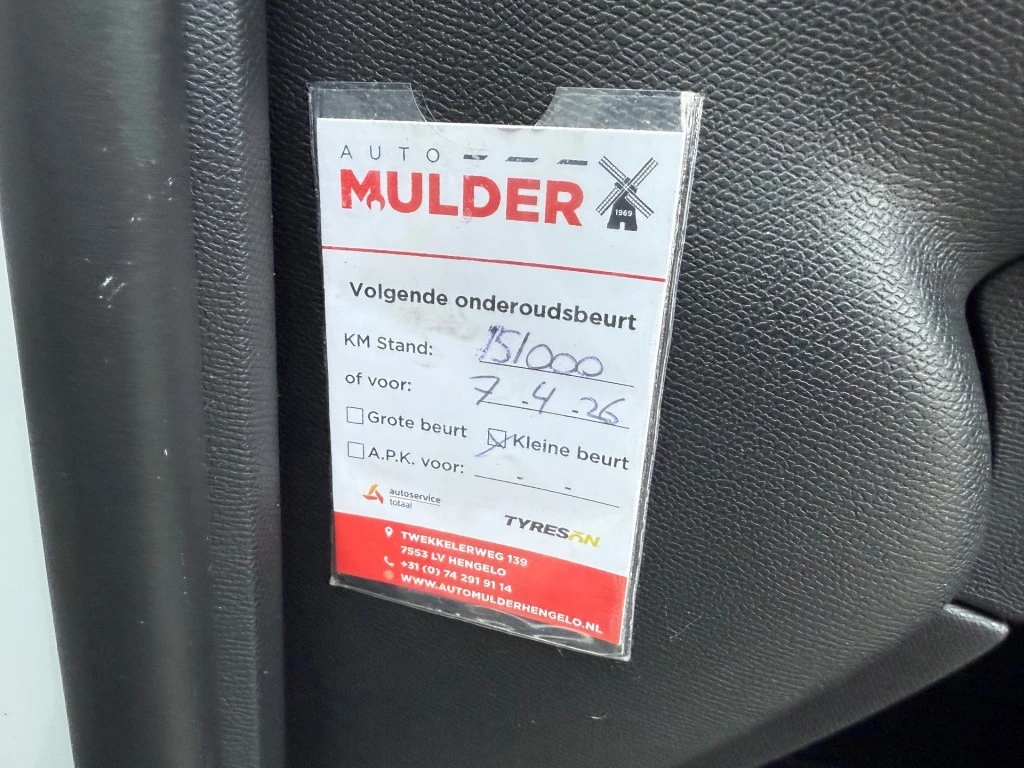 AUTO
MULDER
1969
Volgende onderoudsbeurt
KM Stand: 151000
of voor: 7-4-26
Grote beurt Kleine beurt
A.P.K. voor: - -
autoservice
totaal
TYRESON
TWEKKELERWEG 139
7553 LV HENGELO
+31 (0) 74 291 91 14
WWW.AUTOMULDERHENGELO.NL